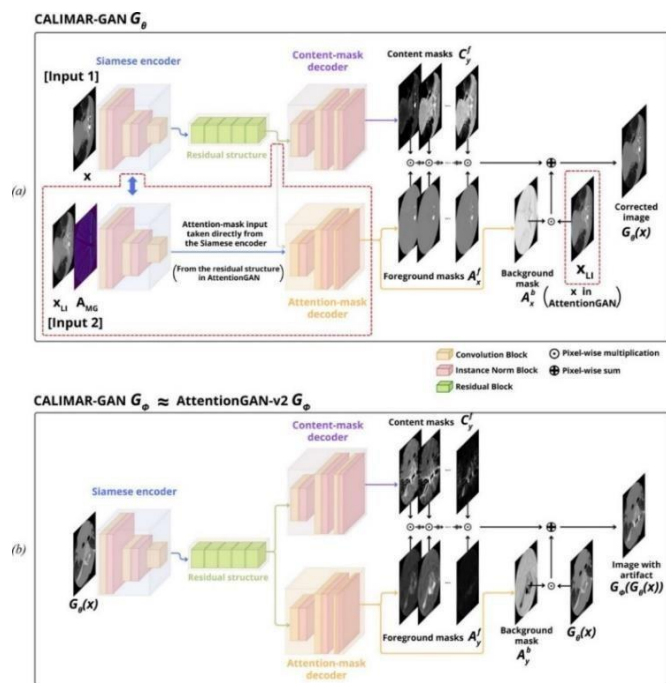 CALIMAR-GAN Gθ
(a)
Siamese encoder
Content-mask
decoder
Content masks C_y^f
[Input 1]
x
Residual structure
Attention-mask input
taken directly from
the Siamese encoder
(From the residual structure
in AttentionGAN)
x_LI A_MG
[Input 2]
Attention-mask decoder
Foreground masks A_x^f
Background
mask
A_x^b
x_LI
(x in
AttentionGAN)
Corrected
image
Gθ(x)
Convolution Block
Instance Norm Block
Residual Block
Pixel-wise multiplication
Pixel-wise sum
CALIMAR-GAN GΦ ≈ AttentionGAN-v2 GΦ
(b)
Siamese encoder
Content-mask
decoder
Content masks C_y^f
Gθ(x)
Residual structure
Attention-mask
decoder
Foreground masks A_y^f
Background
mask
A_y^b
Gθ(x)
Image with
artifact
GΦ(Gθ(x))